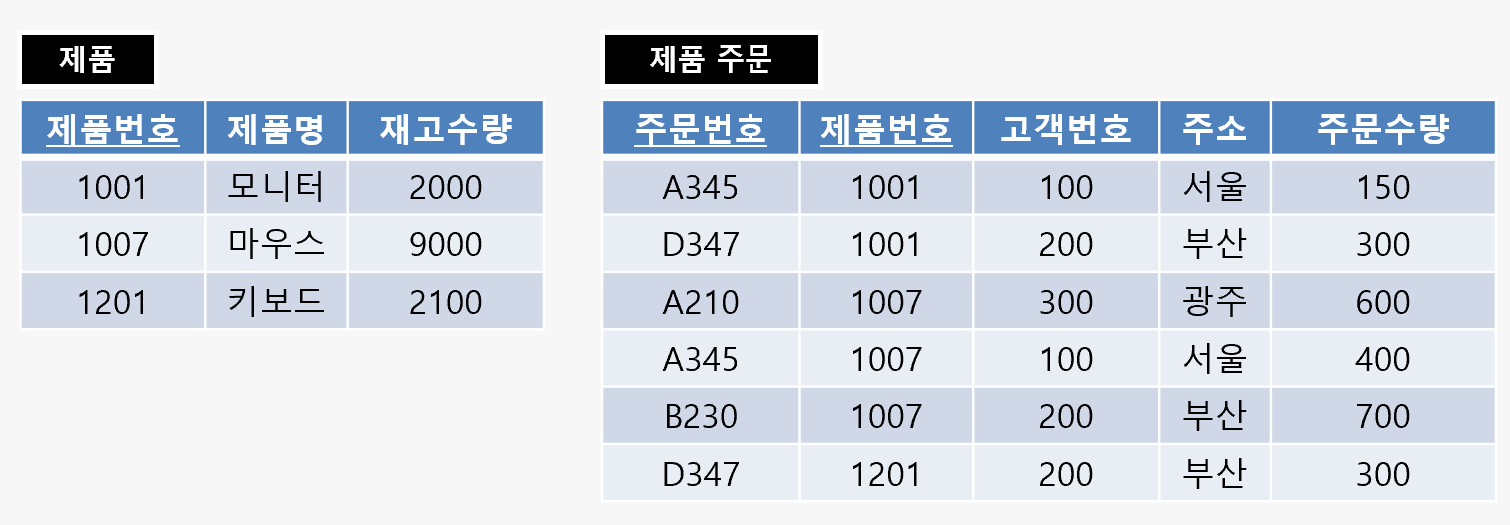 제품
제품번호 제품명 재고수량
1001 모니터 2000
1007 마우스 9000
1201 키보드 2100
제품 주문
주문번호 제품번호 고객번호 주소 주문수량
A345 1001 100 서울 150
D347 1001 200 부산 300
A210 1007 300 광주 600
A345 1007 100 서울 400
B230 1007 200 부산 700
D347 1201 200 부산 300